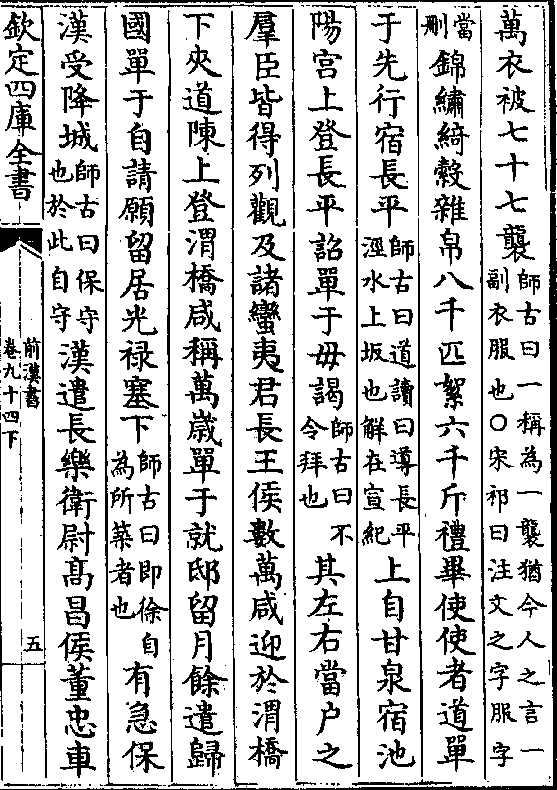 萬衣被七十七襲師古曰一稱為一襲猶今人之言一副衣服也○宋祁曰注文之字服字
當刪錦繡綺縠雜帛八千匹絮六千斤禮畢使使者道單
于先行宿長平師古曰道讀曰導長平涇水上坂也解在宣紀上自甘泉宿池
陽宫上登長平詔單于毋謁師古曰不令拜也其左右當户之
羣臣皆得列觀及諸蠻夷君長王侯數萬咸迎於渭橋
下夾道陳上登渭橋咸稱萬歳單于就邸留月餘遣歸
國單于自請願留居光禄塞下師古曰即徐自為所築者也有急保
漢受降城師古曰保守也於此自守漢遣長樂衛尉髙昌侯董忠車
欽定四庫全書
前漢書
卷九十四下
五